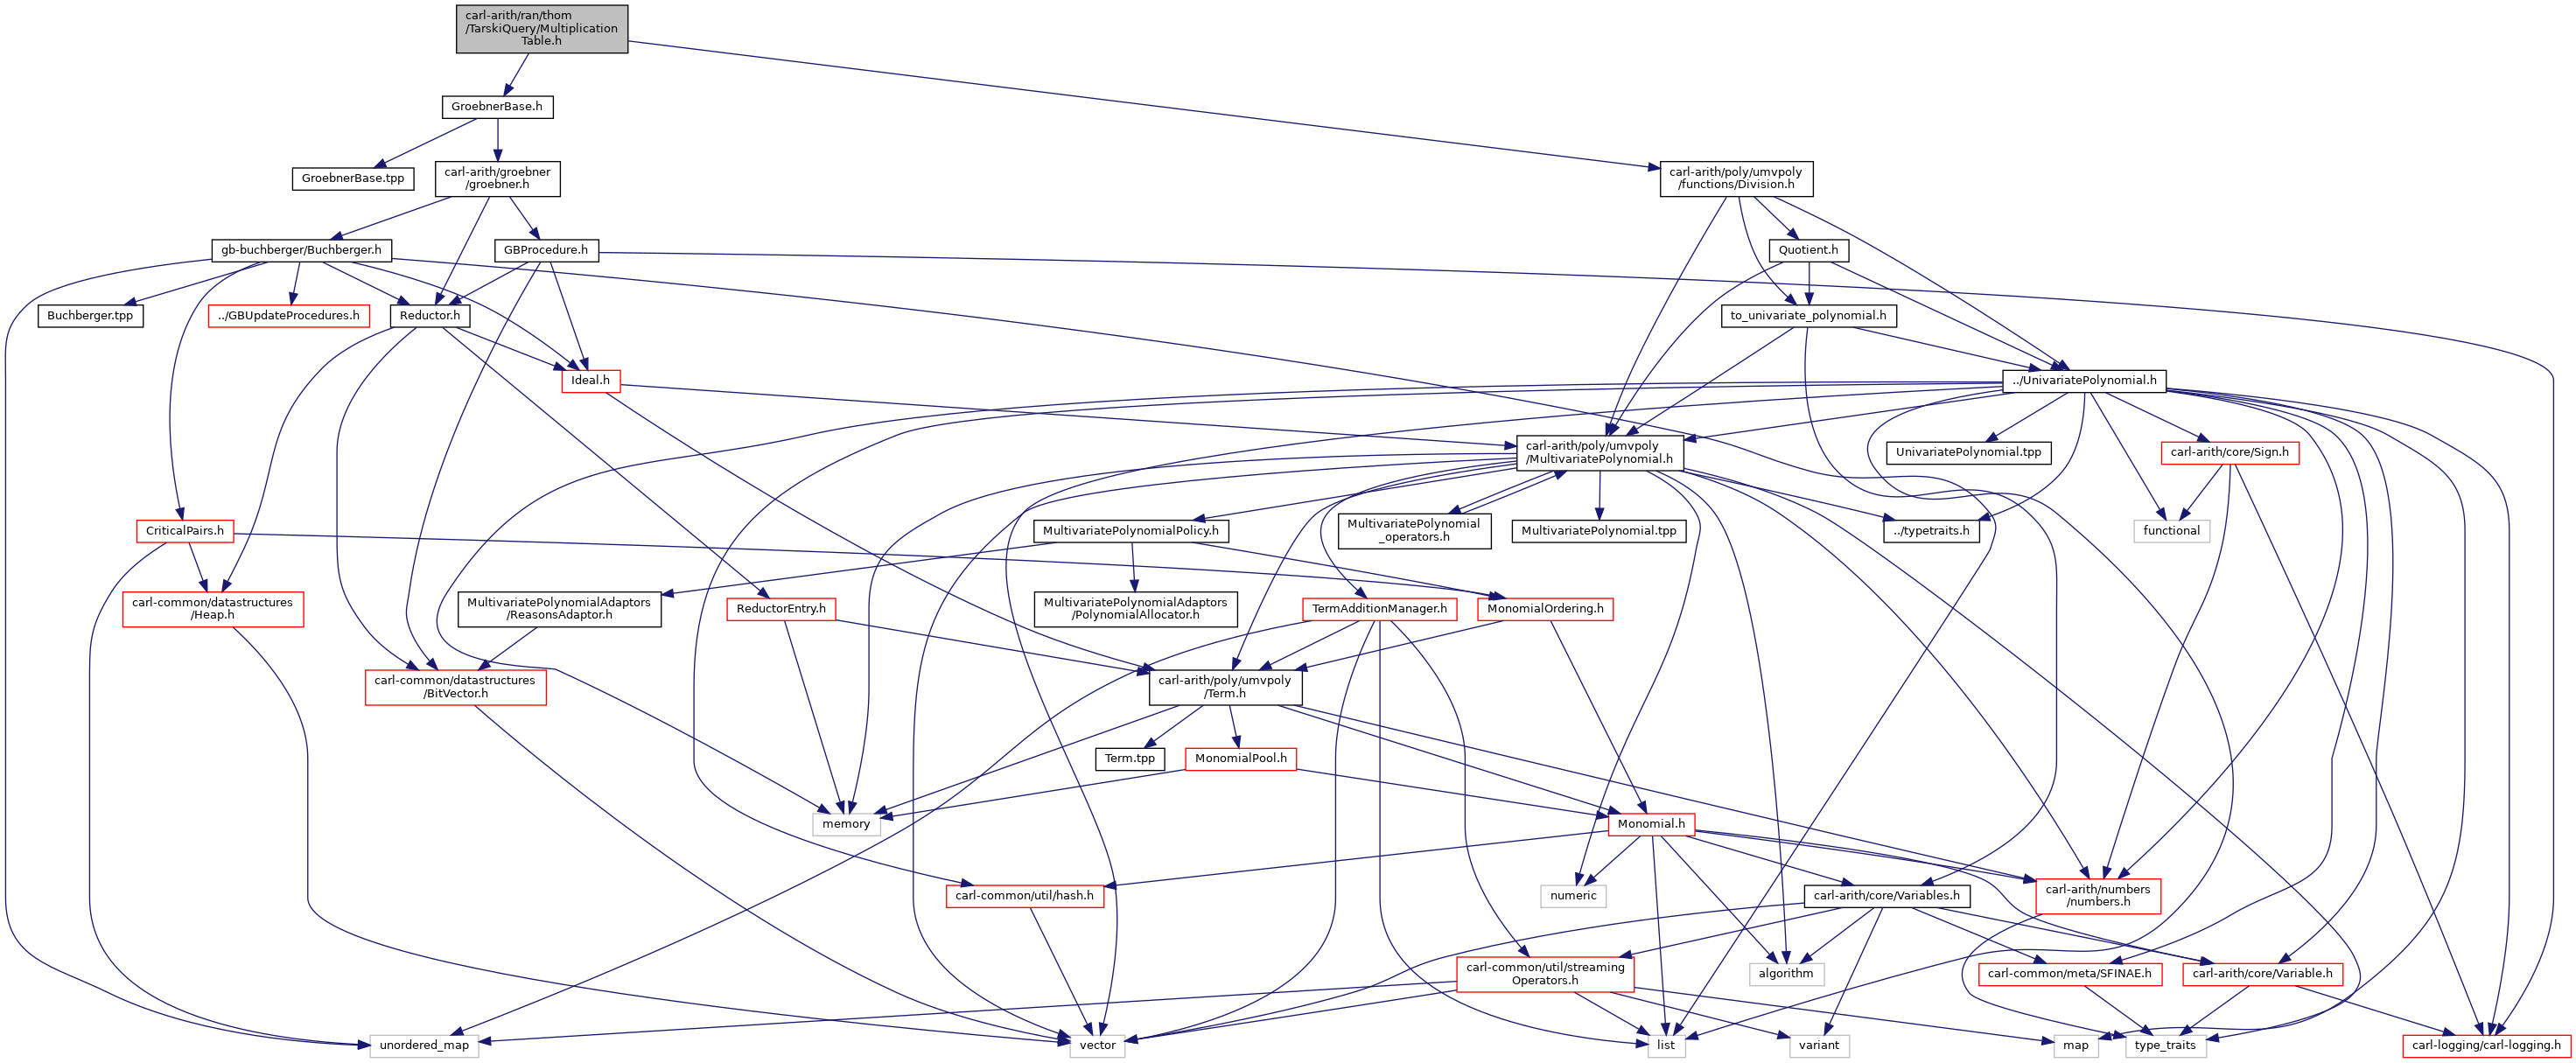 carl-arith/ran/thom
/TarskiQuery/Multiplication
Table.h
GroebnerBase.h
GroebnerBase.tpp
carl-arith/groebner
/groebner.h
carl-arith/poly/umvpoly
/functions/Division.h
gb-buchberger/Buchberger.h
GBProcedure.h
Quotient.h
Buchberger.tpp
../GBUpdateProcedures.h
Reductor.h
to_univariate_polynomial.h
Ideal.h
../UnivariatePolynomial.h
carl-arith/poly/umvpoly
/MultivariatePolynomial.h
UnivariatePolynomial.tpp
carl-arith/core/Sign.h
CriticalPairs.h
MultivariatePolynomialPolicy.h
MultivariatePolynomial
_operators.h
MultivariatePolynomial.tpp
../typetraits.h
functional
carl-common/datastructures
/Heap.h
MultivariatePolynomialAdaptors
/ReasonsAdaptor.h
ReductorEntry.h
MultivariatePolynomialAdaptors
/PolynomialAllocator.h
TermAdditionManager.h
MonomialOrdering.h
carl-common/datastructures
/BitVector.h
carl-arith/poly/umvpoly
/Term.h
Term.tpp
MonomialPool.h
memory
Monomial.h
carl-common/util/hash.h
numeric
carl-arith/core/Variables.h
carl-arith/numbers
/numbers.h
carl-common/util/streaming
Operators.h
algorithm
carl-common/meta/SFINAE.h
carl-arith/core/Variable.h
unordered_map
vector
list
variant
map
type_traits
carl-logging/carl-logging.h